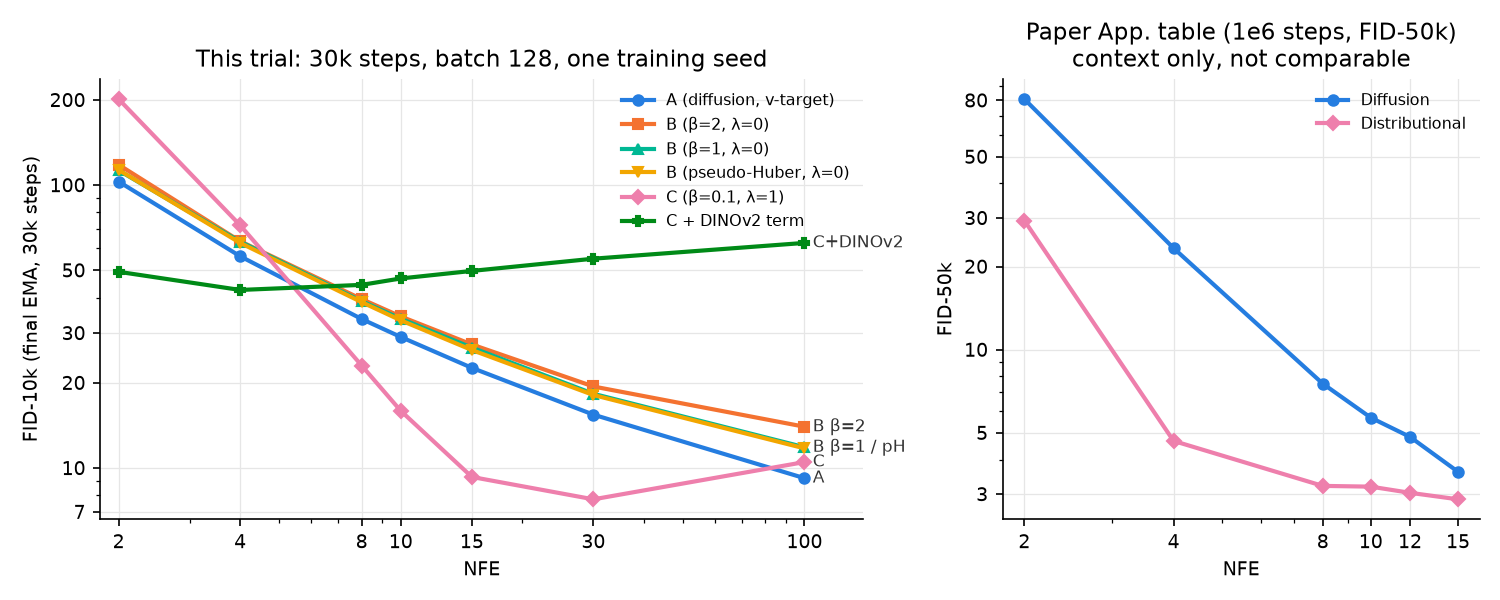 This trial: 30k steps, batch 128, one training seed
FID-10k (final EMA, 30k steps)
200
100
50
30
20
10
7
2
4
8
10
15
30
100
NFE
A (diffusion, v-target)
B (β=2, λ=0)
B (β=1, λ=0)
B (pseudo-Huber, λ=0)
C (β=0.1, λ=1)
C + DINOv2 term
C+DINOv2
B β=2
B β=1 / pH
C
A
Paper App. table (1e6 steps, FID-50k)
context only, not comparable
FID-50k
80
50
30
20
10
5
3
2
4
8
10
12
15
NFE
Diffusion
Distributional